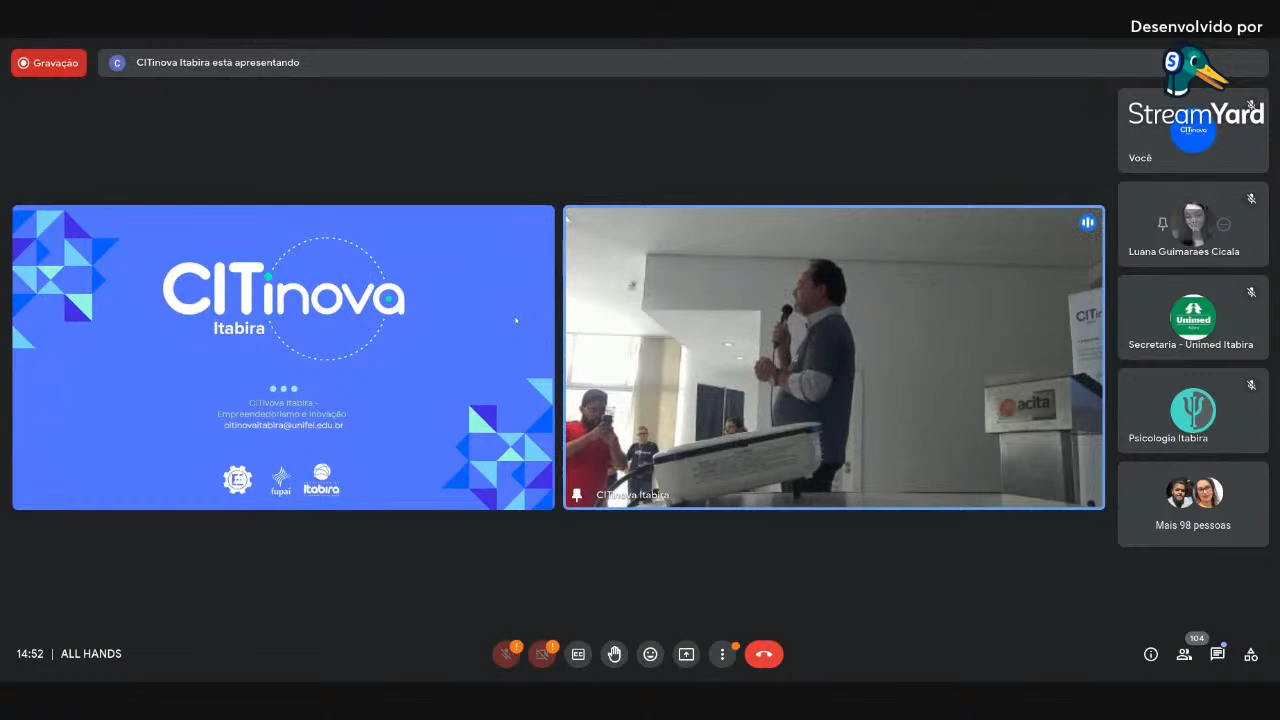 Desenvolvido por
StreamYard
Gravação
C
CITinova Itabira está apresentando
CITinova
Você
Luana Guimaraes Cicala
Unimed
Secretaria - Unimed Itabira
Psicologia Itabira
Mais 98 pessoas
CITinova
Itabira
CITinova Itabira -
Empreendedorismo e Inovação
citinovaitabira@unifei.edu.br
fupai
Itabira
CITi
acita
CITinova Itabira
14:52 | ALL HANDS
104